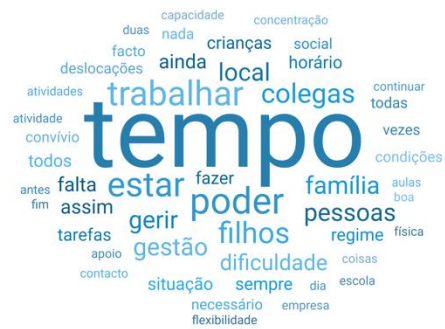 capacidade
duas nada concentração
facto crianças social
deslocações ainda local horário
atividades trabalhar colegas continuar
todas
atividade tempo vezes
convívio condições
todos estar fazer poder família aulas
antes falta boa
fim assim gerir filhos pessoas física
tarefas gestão regime
apoio dificuldade coisas
contacto situação sempre dia escola
necessário empresa
flexibilidade